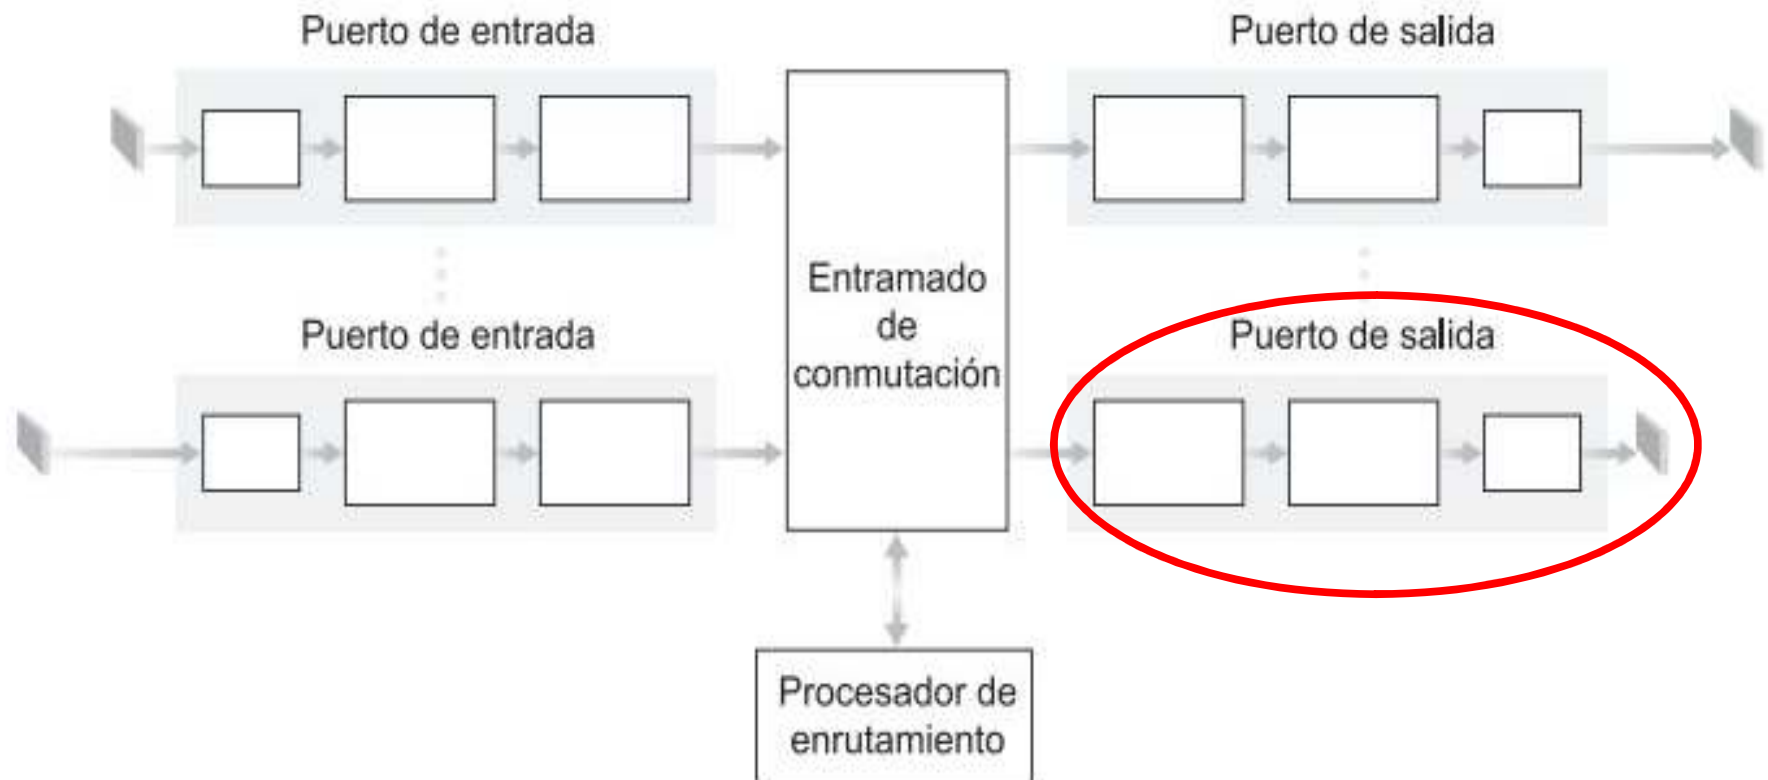 Puerto de entrada
Puerto de salida
Entramado
de
conmutación
Puerto de entrada
Puerto de salida
Procesador de
enrutamiento